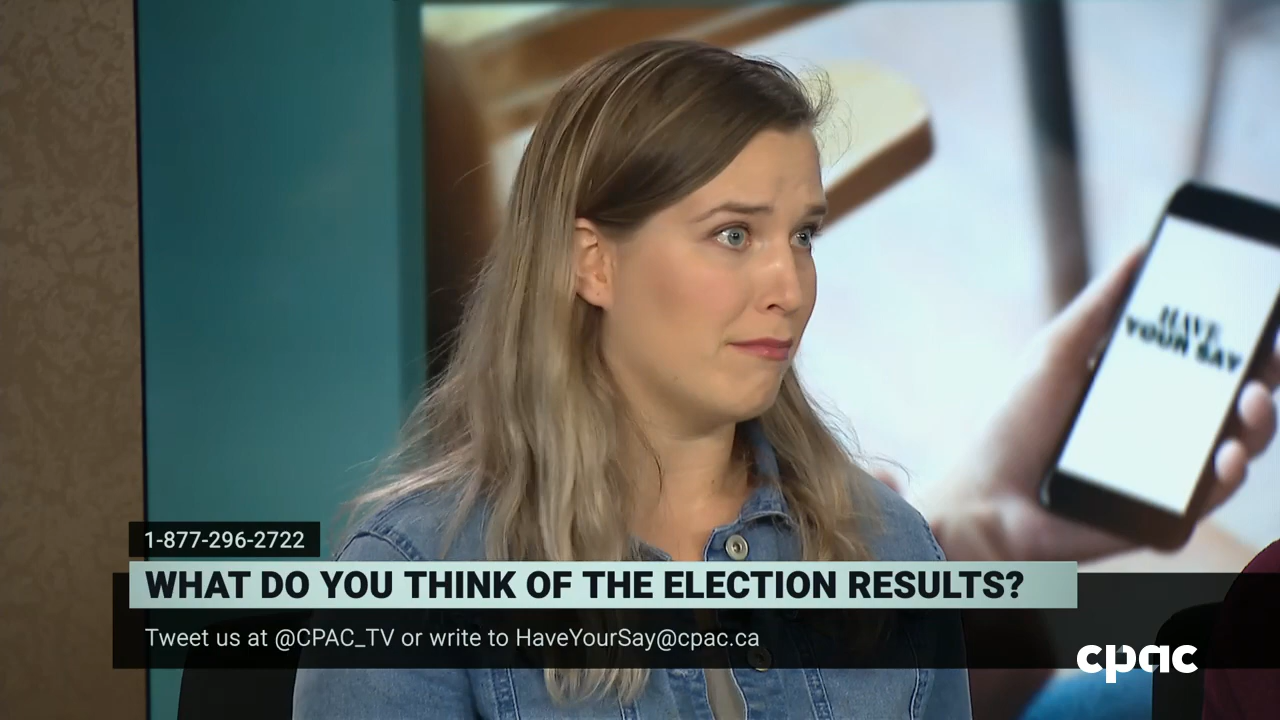 HAVE
YOUR SAY
1-877-296-2722
WHAT DO YOU THINK OF THE ELECTION RESULTS?
Tweet us at @CPAC_TV or write to HaveYourSay@cpac.ca
cpac